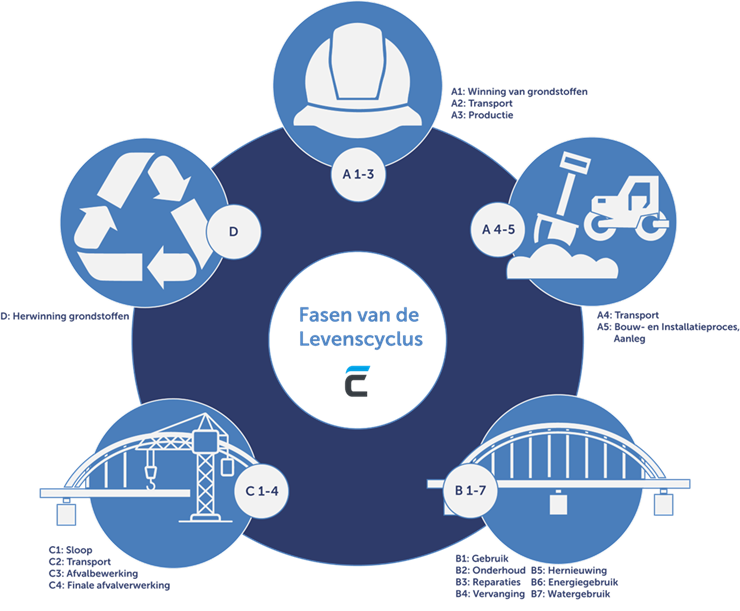 A1: Winning van grondstoffen
A2: Transport
A3: Productie
A 1-3
A 4-5
A4: Transport
A5: Bouw- en Installatieproces,
Aanleg
D
D: Herwinning grondstoffen
Fasen van de
Levenscyclus
B 1-7
B1: Gebruik
B2: Onderhoud B5: Hernieuwing
B3: Reparaties B6: Energiegebruik
B4: Vervanging B7: Watergebruik
C 1-4
C1: Sloop
C2: Transport
C3: Afvalbewerking
C4: Finale afvalverwerking